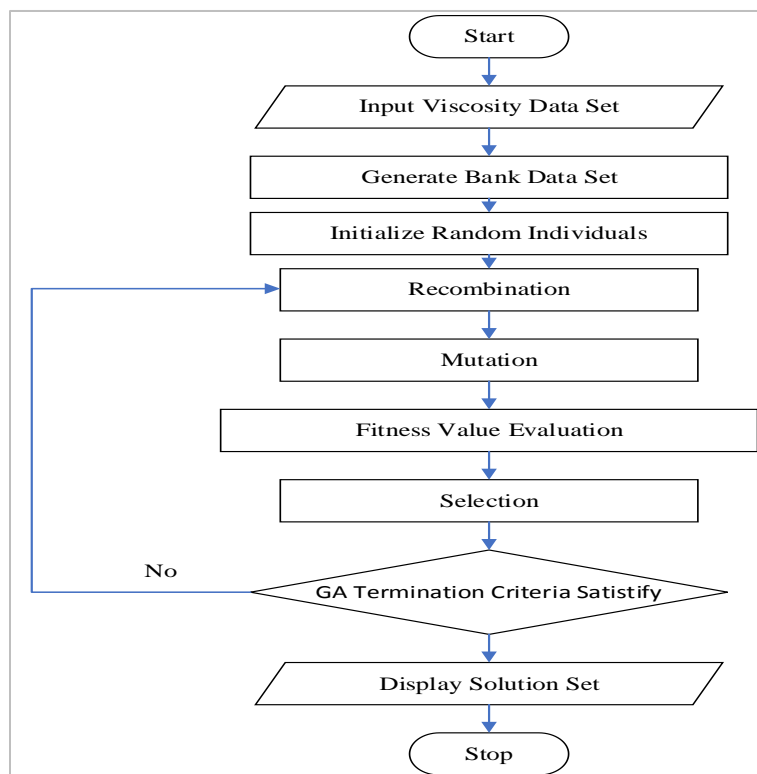 Start
Input Viscosity Data Set
Generate Bank Data Set
Initialize Random Individuals
Recombination
Mutation
Fitness Value Evaluation
Selection
No
GA Termination Criteria Satistify
Display Solution Set
Stop